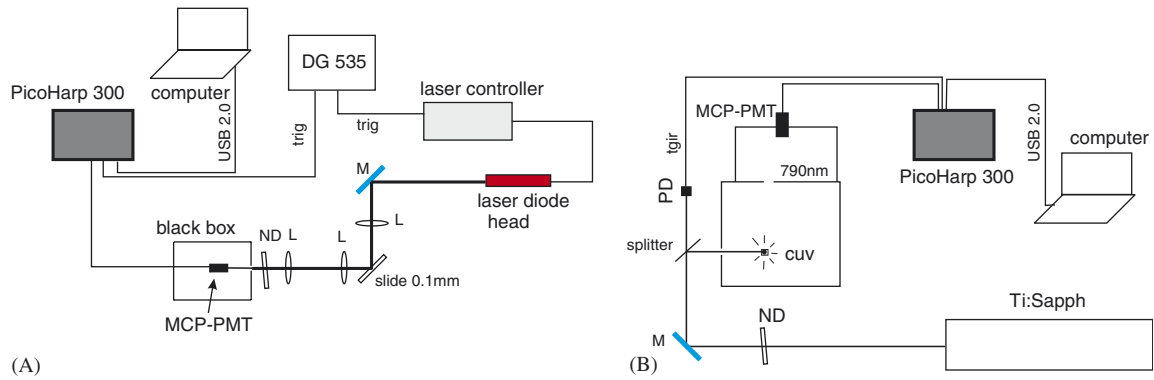 DG 535
PicoHarp 300
computer
laser controller
USB 2.0
trig
trig
M
laser diode
head
L
black box
ND
L
L
slide 0.1mm
MCP-PMT
(A)
MCP-PMT
tgir
USB 2.0
computer
790nm
PicoHarp 300
PD
splitter
cuv
Ti:Sapph
ND
M
(B)